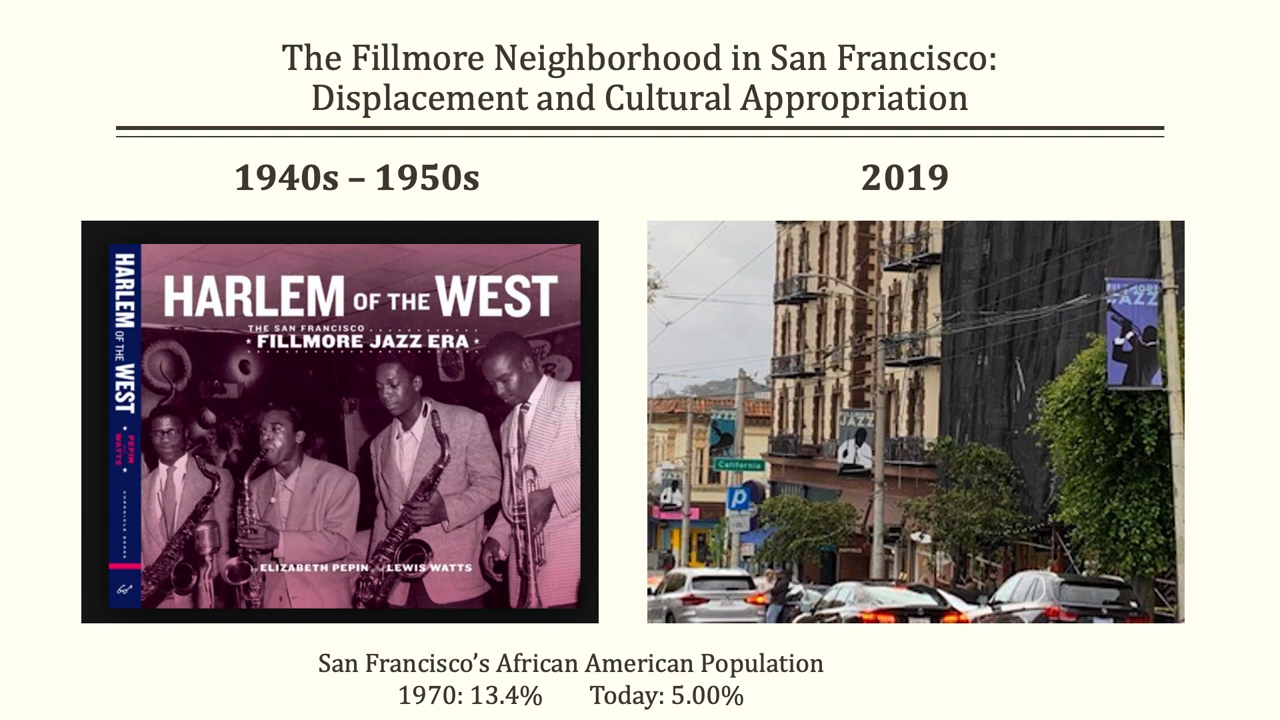 The Fillmore Neighborhood in San Francisco:
Displacement and Cultural Appropriation
1940s – 1950s
2019
HARLEM OF THE WEST
PEPIN
WATTS
HARLEM OF THE WEST
THE SAN FRANCISCO
FILLMORE JAZZ ERA
ELIZABETH PEPIN
LEWIS WATTS
FILLMORE
JAZZ
JAZZ
California
P
San Francisco’s African American Population
1970: 13.4% Today: 5.00%